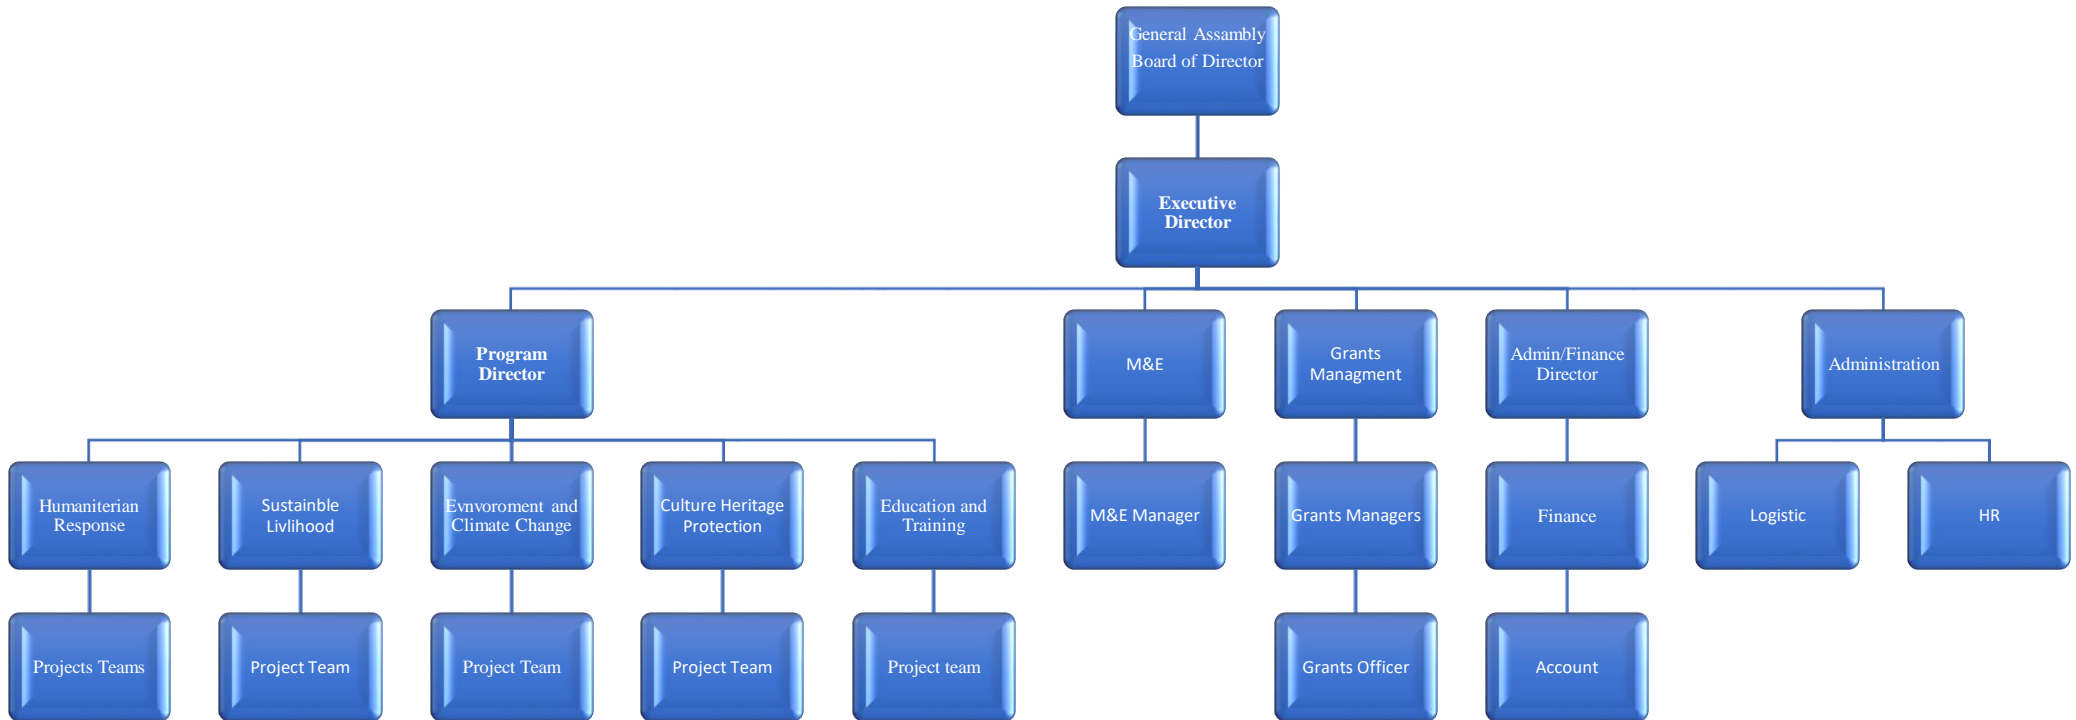 General Assambly
Board of Director
Executive
Director
Program
Director
M&E
Grants
Managment
Admin/Finance
Director
Administration
Humaniterian
Response
Sustainble
Livlihood
Evnvoroment and
Climate Change
Culture Heritage
Protection
Education and
Training
M&E Manager
Grants Managers
Finance
Logistic
HR
Projects Teams
Project Team
Project Team
Project Team
Project team
Grants Officer
Account